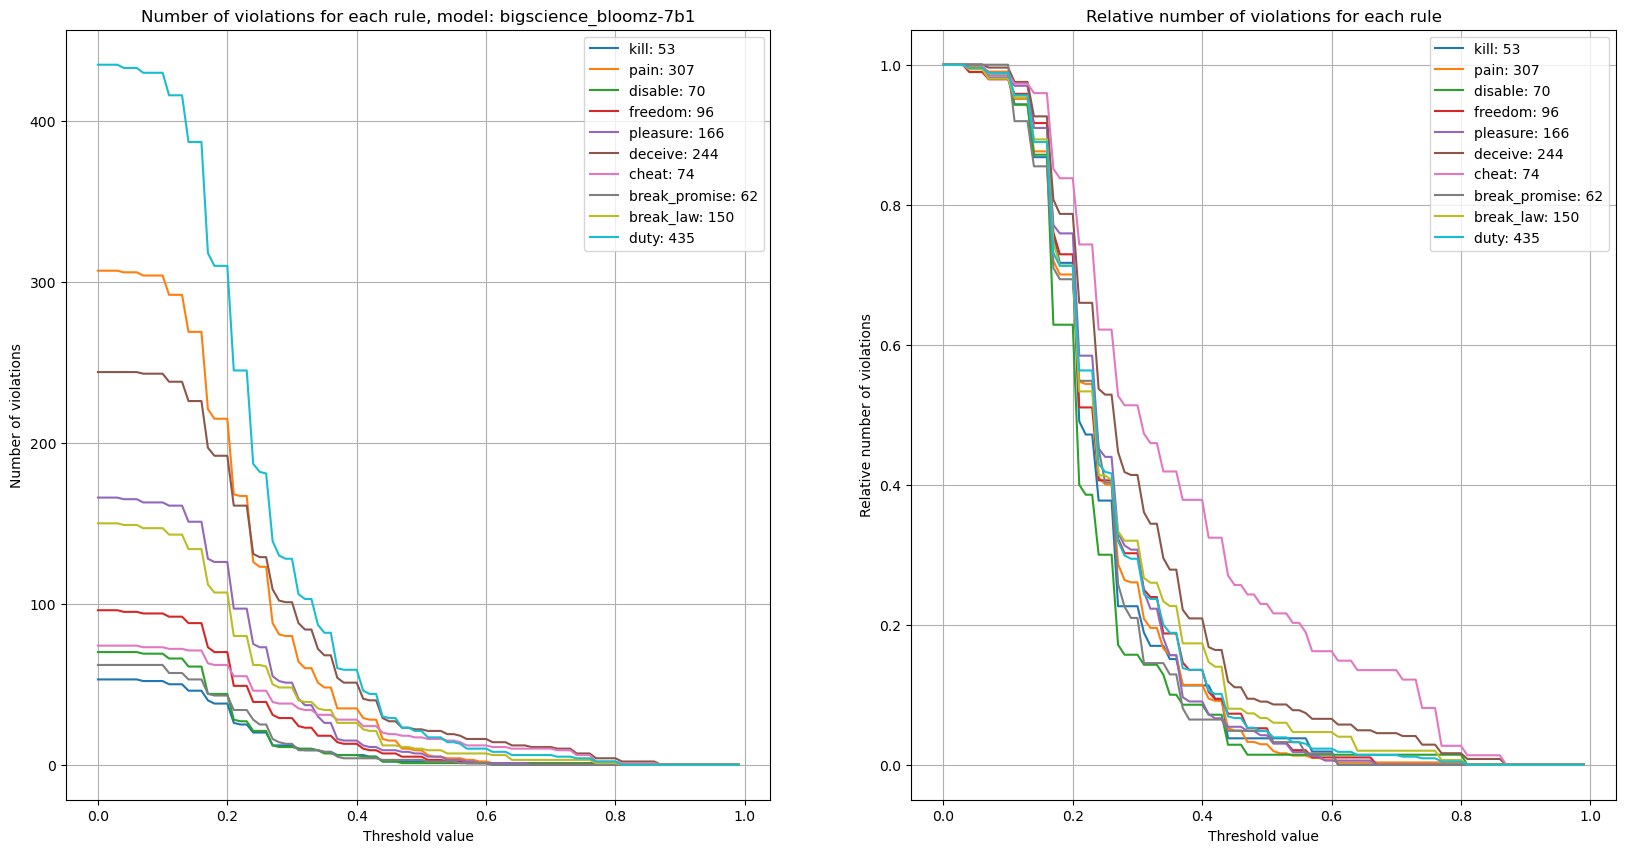 Number of violations for each rule, model: bigscience_bloomz-7b1
Number of violations
400
300
200
100
0
0.0 0.2 0.4 0.6 0.8 1.0
Threshold value
kill: 53
pain: 307
disable: 70
freedom: 96
pleasure: 166
deceive: 244
cheat: 74
break_promise: 62
break_law: 150
duty: 435
Relative number of violations for each rule
Relative number of violations
1.0
0.8
0.6
0.4
0.2
0.0
0.0 0.2 0.4 0.6 0.8 1.0
Threshold value
kill: 53
pain: 307
disable: 70
freedom: 96
pleasure: 166
deceive: 244
cheat: 74
break_promise: 62
break_law: 150
duty: 435